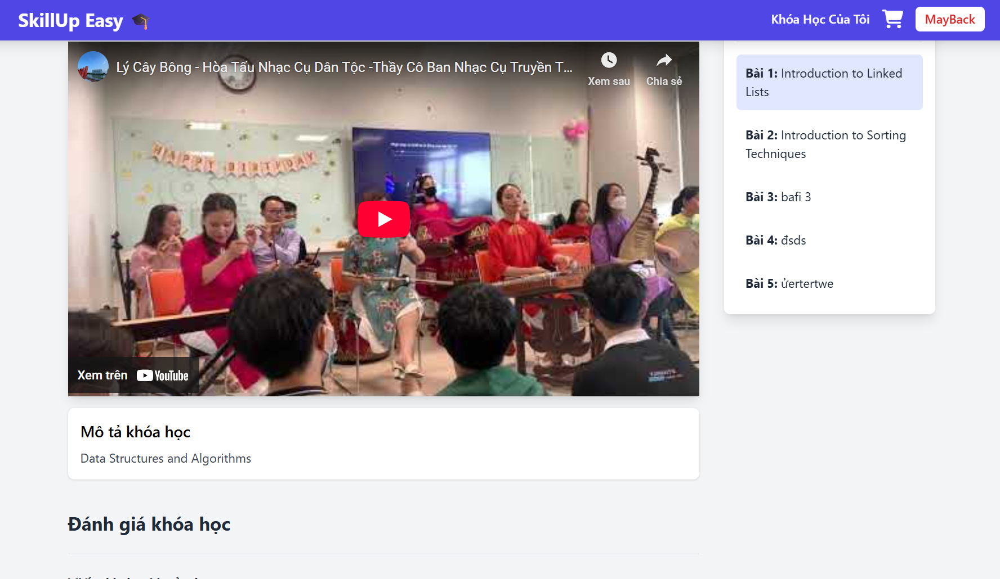 SkillUp Easy
Khóa Học Của Tôi
MayBack
Lý Cây Bông - Hòa Tấu Nhạc Cụ Dân Tộc -Thầy Cô Ban Nhạc Cụ Truyền T...
Xem sau
Chia sẻ
HAPPY BIRTHDAY
Xem trên YouTube
Bài 1: Introduction to Linked
Lists
Bài 2: Introduction to Sorting
Techniques
Bài 3: bafi 3
Bài 4: đsds
Bài 5: ửertertwe
Mô tả khóa học
Data Structures and Algorithms
Đánh giá khóa học